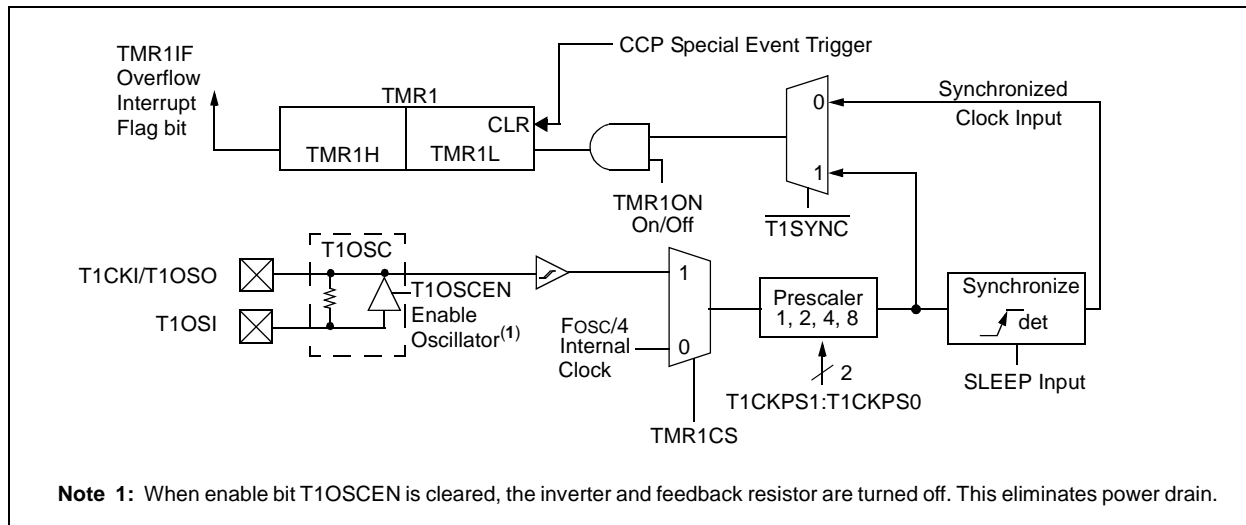 TMR1IF
Overflow
Interrupt
Flag bit
CCP Special Event Trigger
TMR1
CLR
TMR1H
TMR1L
TMR1ON
On/Off
0
1
T1SYNC
Synchronized
Clock Input
T1CKI/T1OSO
T1OSI
T1OSC
T1OSCEN
Enable
Oscillator(1)
FOSC/4
Internal
Clock
1
0
TMR1CS
Prescaler
1, 2, 4, 8
2
T1CKPS1:T1CKPS0
Synchronize
det
SLEEP Input
Note 1: When enable bit T1OSCEN is cleared, the inverter and feedback resistor are turned off. This eliminates power drain.